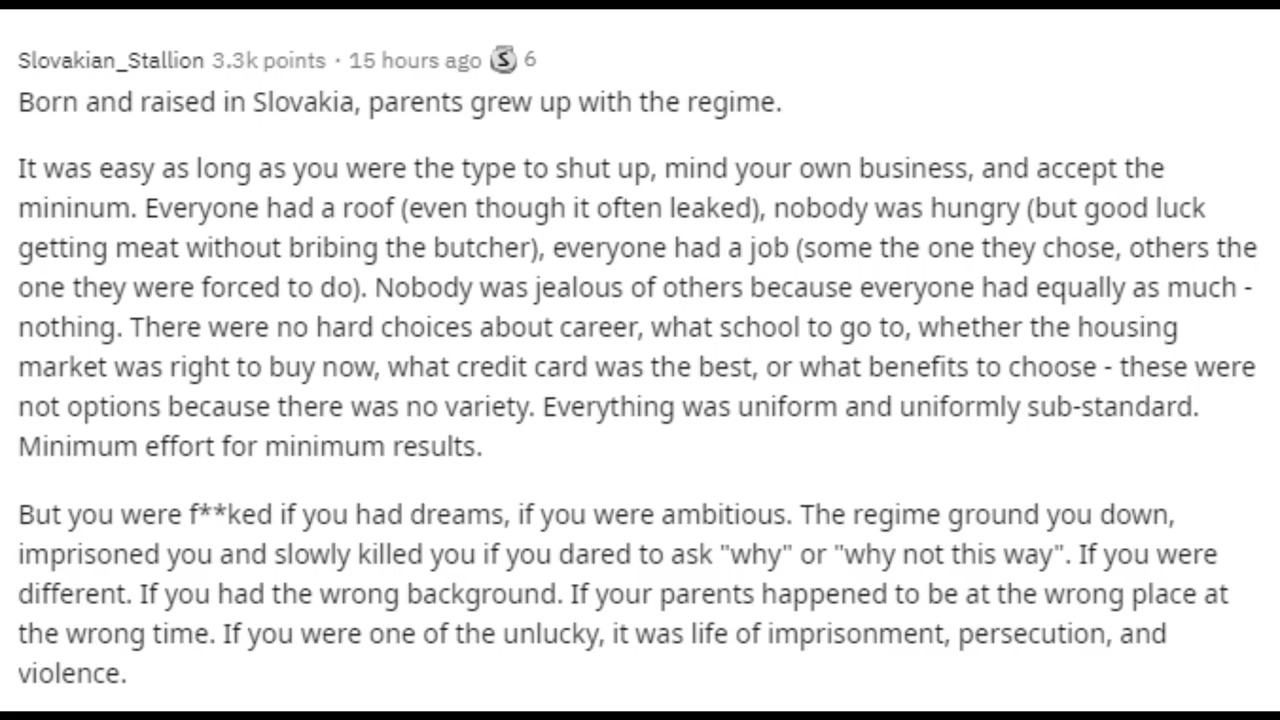 Slovakian_Stallion 3.3k points · 15 hours ago S 6
Born and raised in Slovakia, parents grew up with the regime.
It was easy as long as you were the type to shut up, mind your own business, and accept the
mininum. Everyone had a roof (even though it often leaked), nobody was hungry (but good luck
getting meat without bribing the butcher), everyone had a job (some the one they chose, others the
one they were forced to do). Nobody was jealous of others because everyone had equally as much -
nothing. There were no hard choices about career, what school to go to, whether the housing
market was right to buy now, what credit card was the best, or what benefits to choose - these were
not options because there was no variety. Everything was uniform and uniformly sub-standard.
Minimum effort for minimum results.
But you were f**ked if you had dreams, if you were ambitious. The regime ground you down,
imprisoned you and slowly killed you if you dared to ask "why" or "why not this way". If you were
different. If you had the wrong background. If your parents happened to be at the wrong place at
the wrong time. If you were one of the unlucky, it was life of imprisonment, persecution, and
violence.